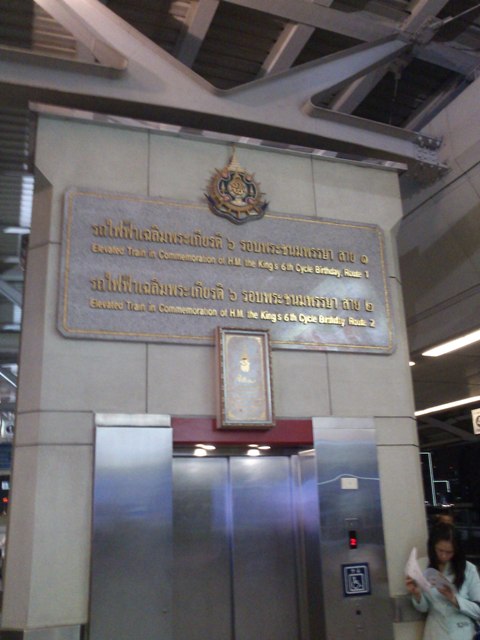 รถไฟฟ้าเฉลิมพระเกียรติ ๖ รอบพระชนมพรรษา สาย ๑
Elevated Train in Commemoration of H.M. the King's 6th Cycle Birthday, Route 1
รถไฟฟ้าเฉลิมพระเกียรติ ๖ รอบพระชนมพรรษา สาย ๒
Elevated Train in Commemoration of H.M. the King's 6th Cycle Birthday, Route 2